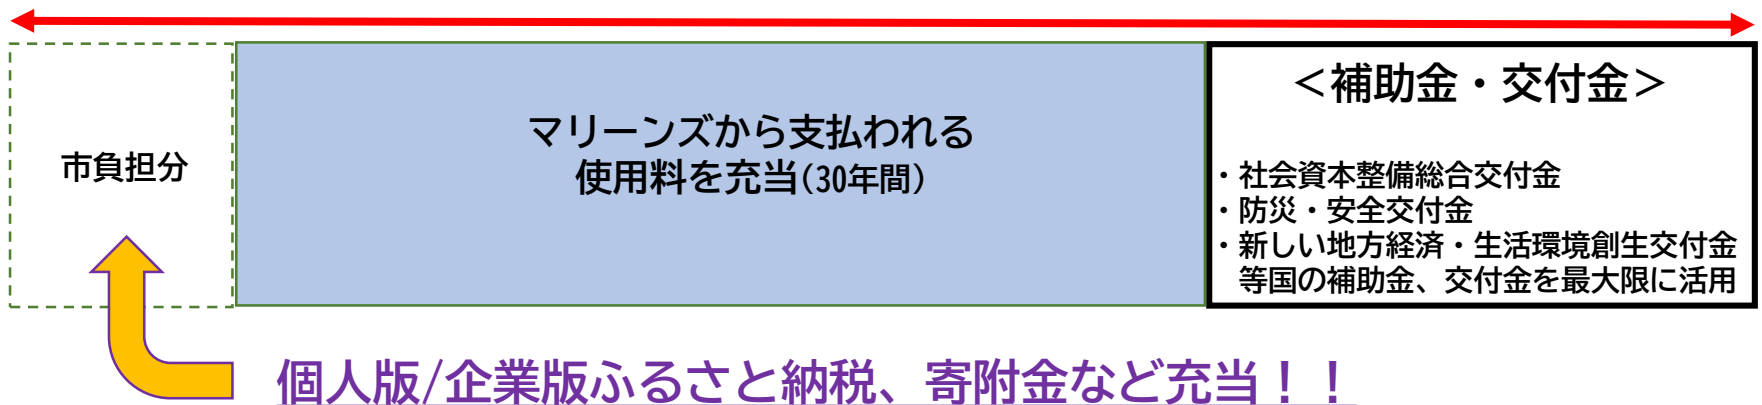 市負担分
マリーンズから支払われる
使用料を充当(30年間)
＜補助金・交付金＞
・社会資本整備総合交付金
・防災・安全交付金
・新しい地方経済・生活環境創生交付金
等国の補助金、交付金を最大限に活用
個人版/企業版ふるさと納税、寄附金など充当！！